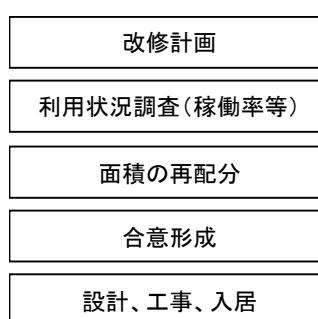 改修計画
利用状況調査（稼働率等）
面積の再配分
合意形成
設計、工事、入居